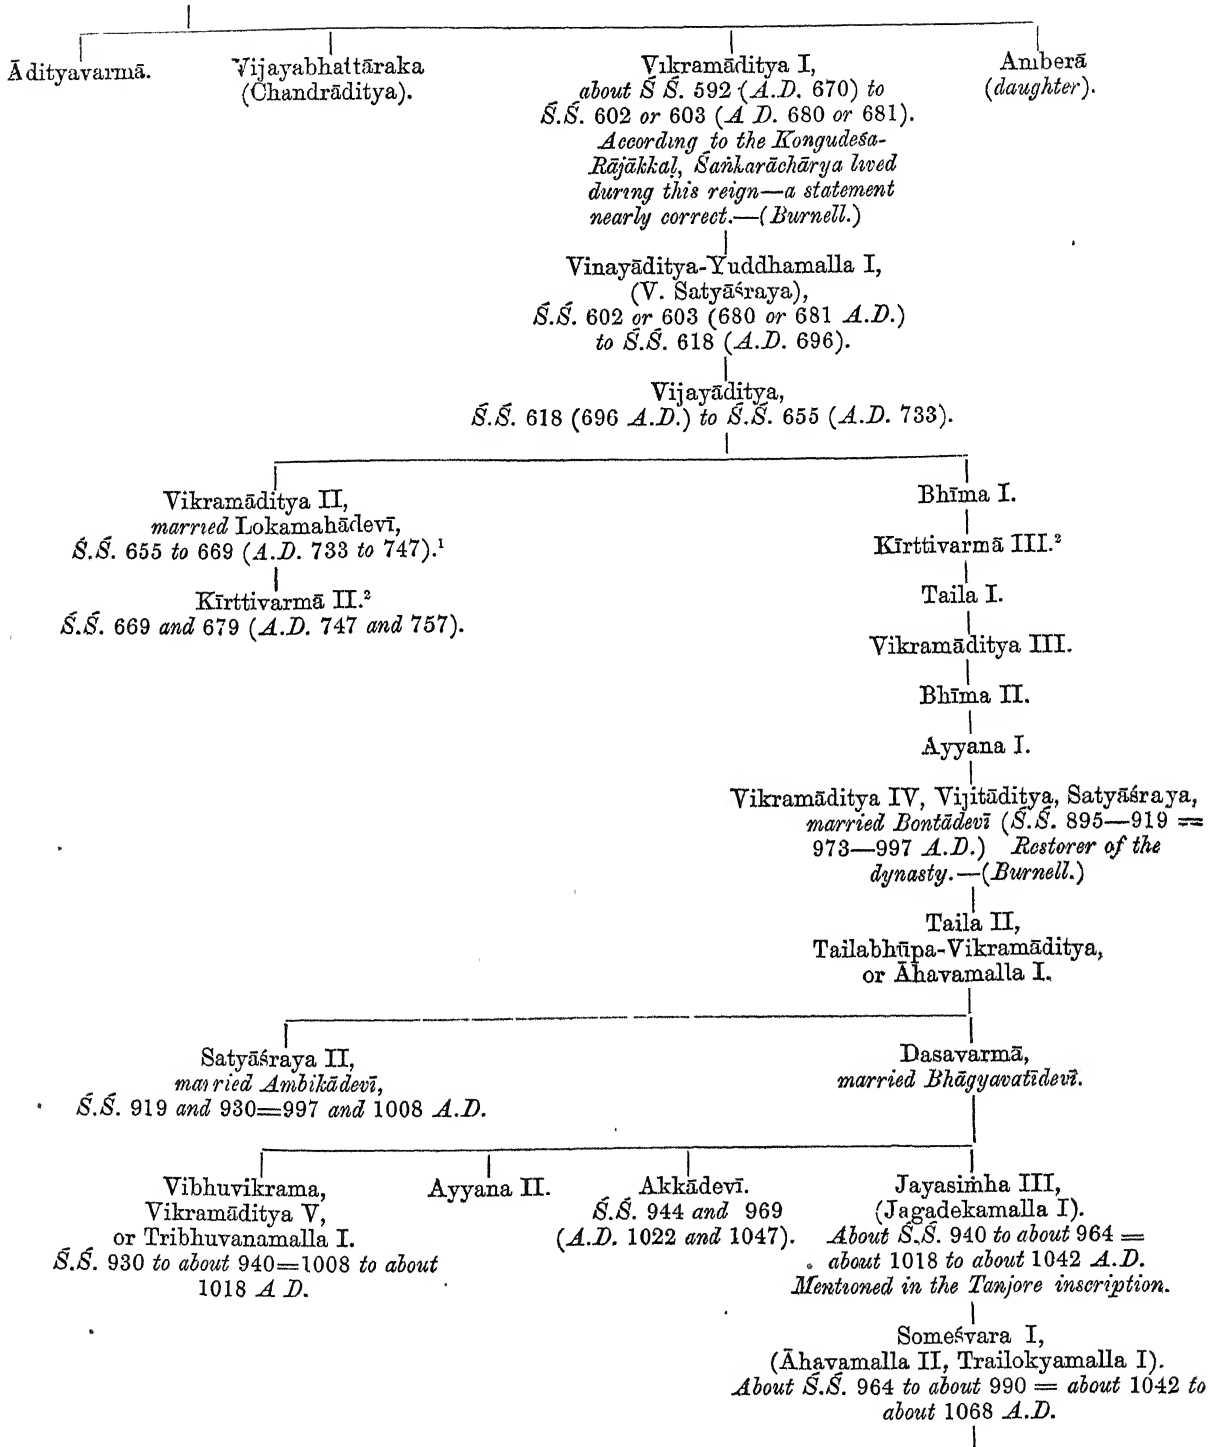 Ādityavarmā.
Vijayabhattāraka
(Chandrāditya).
Vikramāditya I,
about Ś Ś. 592 (A.D. 670) to
Ś.Ś. 602 or 603 (A D. 680 or 681).
According to the Kongudeśa-
Rājākkaḷ, Śaṅkarāchārya lived
during this reign—a statement
nearly correct.—(Burnell.)
Amberā
(daughter).
Vinayāditya-Yuddhamalla I,
(V. Satyāśraya),
Ś.Ś. 602 or 603 (680 or 681 A.D.)
to Ś.Ś. 618 (A.D. 696).
Vijayāditya,
Ś.Ś. 618 (696 A.D.) to Ś.Ś. 655 (A.D. 733).
Vikramāditya II,
married Lokamahādevī,
Ś.Ś. 655 to 669 (A.D. 733 to 747).¹
Kīrttivarmā II.²
Ś.Ś. 669 and 679 (A.D. 747 and 757).
Bhīma I.
Kīrttivarmā III.²
Taila I.
Vikramāditya III.
Bhīma II.
Ayyana I.
Vikramāditya IV, Vijitāditya, Satyāśraya,
married Bontādevī (Ś.Ś. 895—919 =
973—997 A.D.) Restorer of the
dynasty.—(Burnell.)
Taila II,
Tailabhūpa-Vikramāditya,
or Āhavamalla I.
Satyāśraya II,
married Ambikādevī,
Ś.Ś. 919 and 930=997 and 1008 A.D.
Dasavarmā,
married Bhāgyavatīdevī.
Vibhuvikrama,
Vikramāditya V,
or Tribhuvanamalla I.
Ś.Ś. 930 to about 940=1008 to about
1018 A D.
Ayyana II.
Akkādevī.
Ś.Ś. 944 and 969
(A.D. 1022 and 1047).
Jayasiṁha III,
(Jagadekamalla I).
About Ś.Ś. 940 to about 964 =
about 1018 to about 1042 A.D.
Mentioned in the Tanjore inscription.
Someśvara I,
(Āhavamalla II, Trailokyamalla I).
About Ś.Ś. 964 to about 990 = about 1042 to
about 1068 A.D.